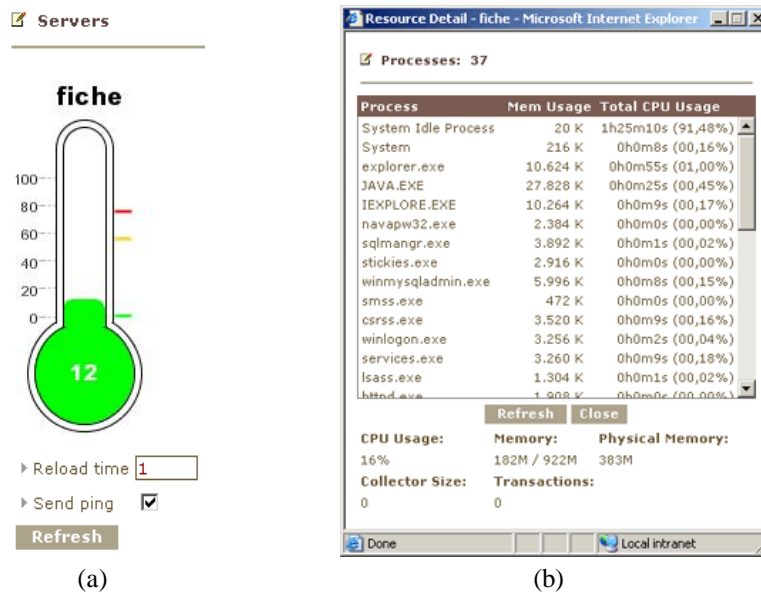 Servers
fiche
100
80
60
40
20
0
12
Reload time 1
Send ping
Refresh
(a)
Resource Detail - fiche - Microsoft Internet Explorer
Processes: 37
Process Mem Usage Total CPU Usage
System Idle Process 20 K 1h25m10s (91,48%)
System 216 K 0h0m8s (00,16%)
explorer.exe 10.624 K 0h0m55s (01,00%)
JAVA.EXE 27.828 K 0h0m25s (00,45%)
IEXPLORE.EXE 10.264 K 0h0m9s (00,17%)
navapw32.exe 2.384 K 0h0m0s (00,00%)
sqlmangr.exe 3.892 K 0h0m1s (00,02%)
stickies.exe 2.916 K 0h0m0s (00,00%)
winmysqladmin.exe 5.996 K 0h0m8s (00,15%)
smss.exe 472 K 0h0m0s (00,00%)
csrss.exe 3.520 K 0h0m9s (00,16%)
winlogon.exe 3.256 K 0h0m2s (00,04%)
services.exe 3.260 K 0h0m9s (00,18%)
lsass.exe 1.304 K 0h0m1s (00,02%)
httpd.exe 1.908 K 0h0m0s (00,00%)
Refresh Close
CPU Usage: Memory: Physical Memory:
16% 182M / 922M 383M
Collector Size: Transactions:
0 0
Done Local intranet
(b)